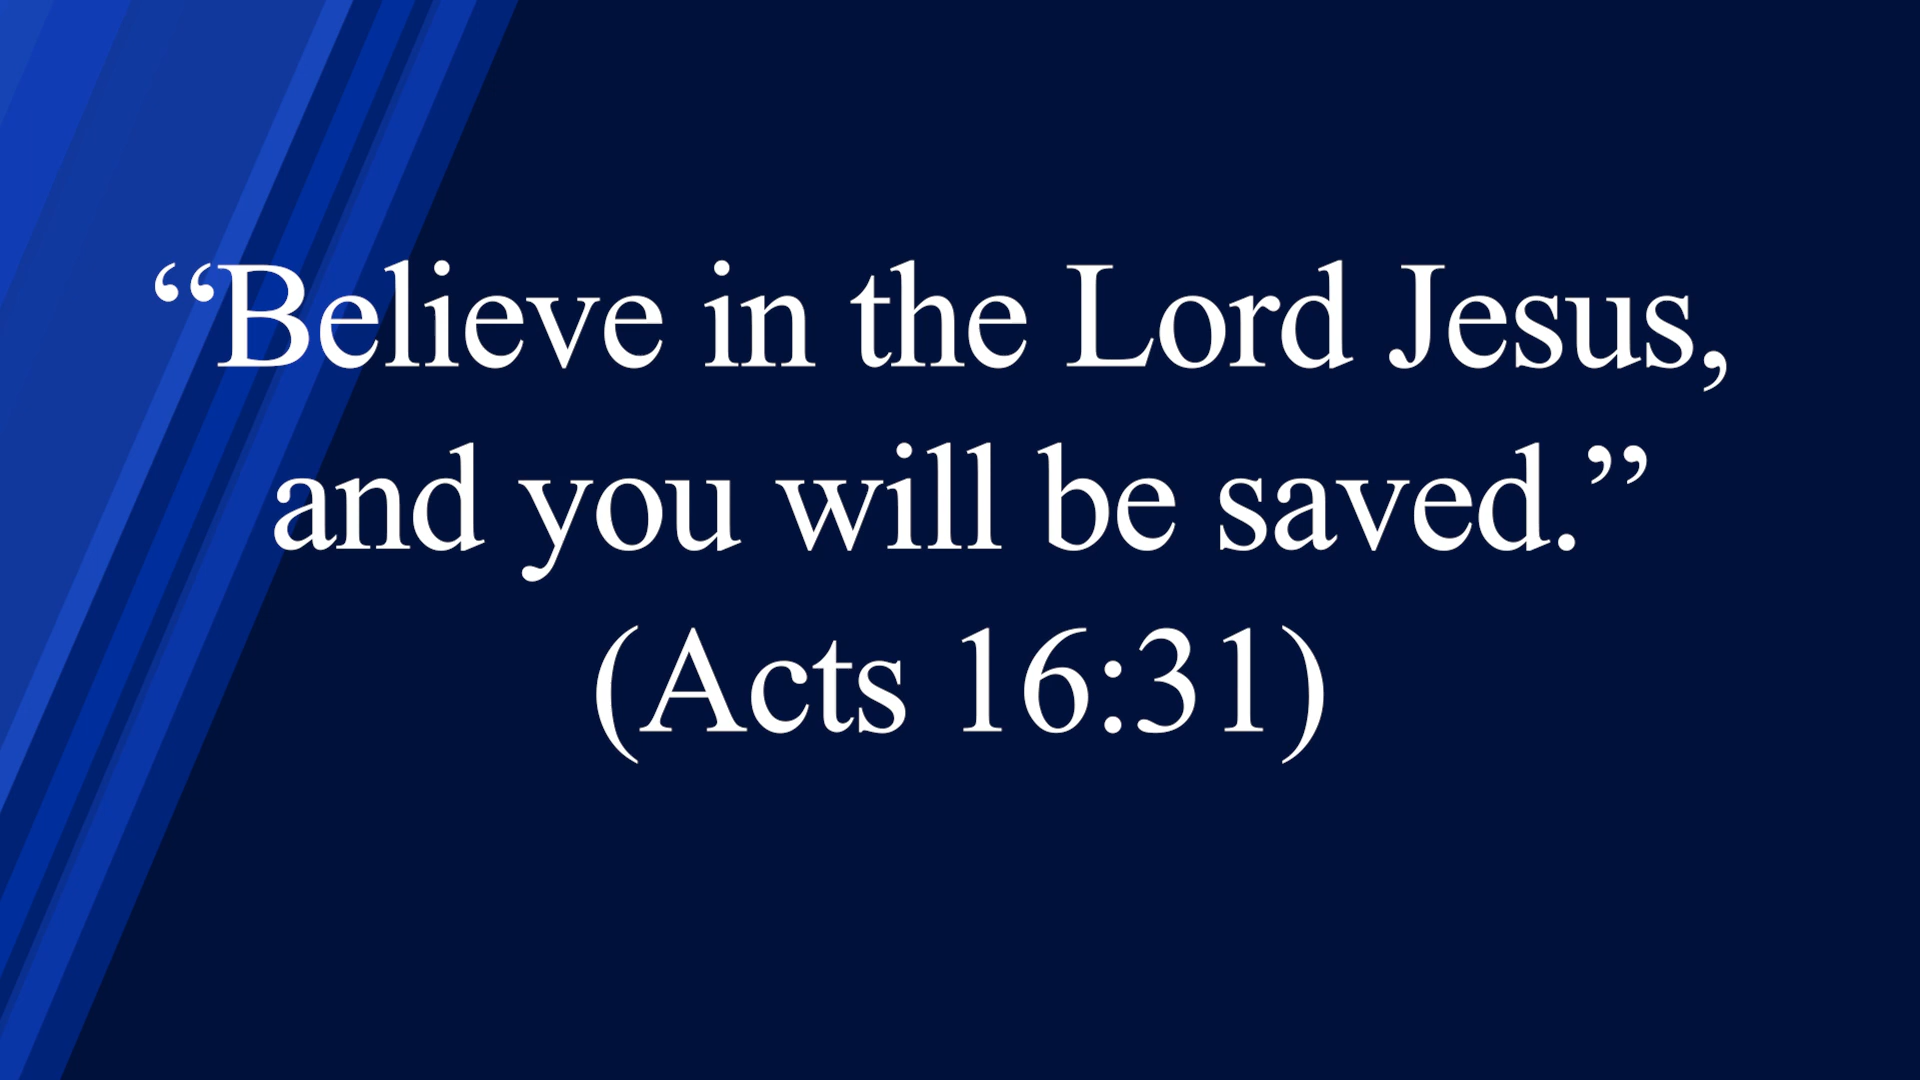 “Believe in the Lord Jesus,
and you will be saved.”
(Acts 16:31)